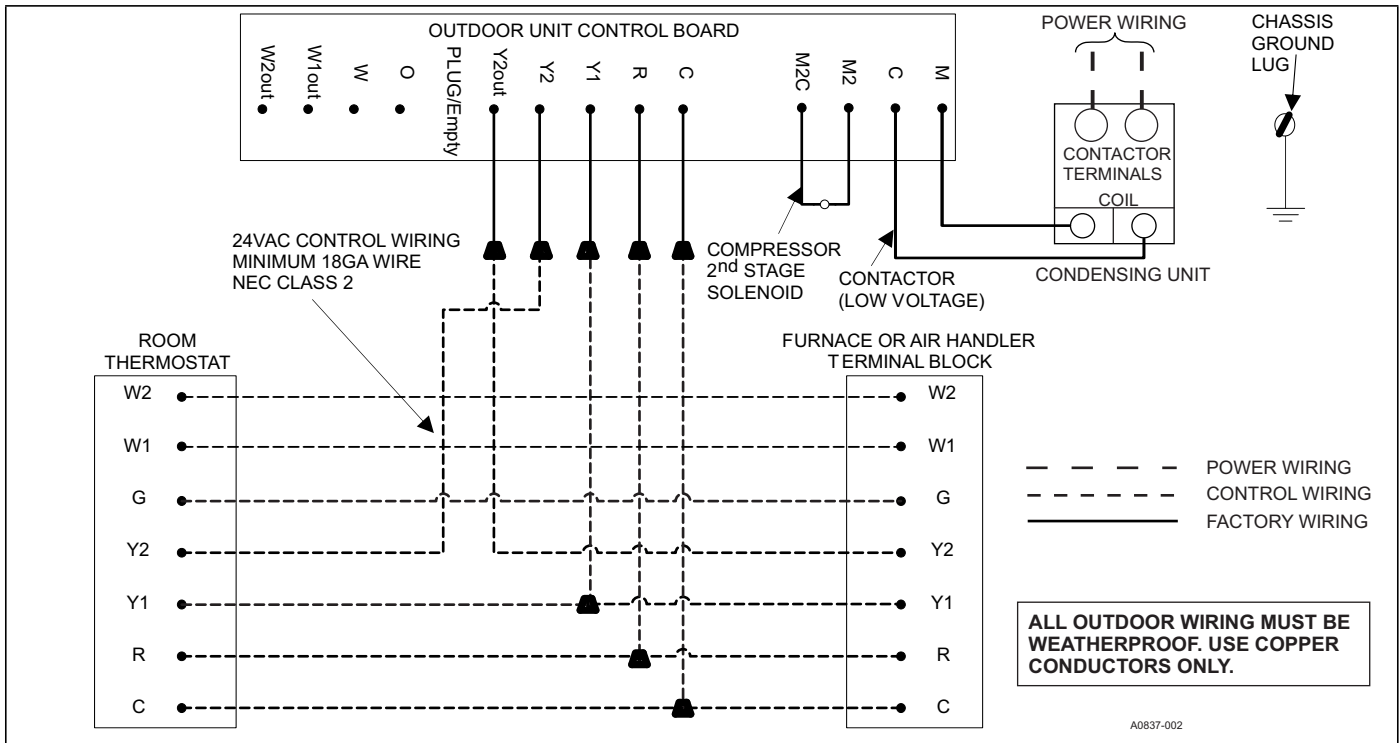 OUTDOOR UNIT CONTROL BOARD
W2out
W1out
W
O
PLUG/Empty
Y2out
Y2
Y1
R
C
M2C
M2
C
M
POWER WIRING
CHASSIS
GROUND
LUG
CONTACTOR
TERMINALS
COIL
CONDENSING UNIT
24VAC CONTROL WIRING
MINIMUM 18GA WIRE
NEC CLASS 2
COMPRESSOR
2nd STAGE
SOLENOID
CONTACTOR
(LOW VOLTAGE)
ROOM
THERMOSTAT
W2
W1
G
Y2
Y1
R
C
FURNACE OR AIR HANDLER
TERMINAL BLOCK
W2
W1
G
Y2
Y1
R
C
POWER WIRING
CONTROL WIRING
FACTORY WIRING
ALL OUTDOOR WIRING MUST BE
WEATHERPROOF. USE COPPER
CONDUCTORS ONLY.
A0837-002